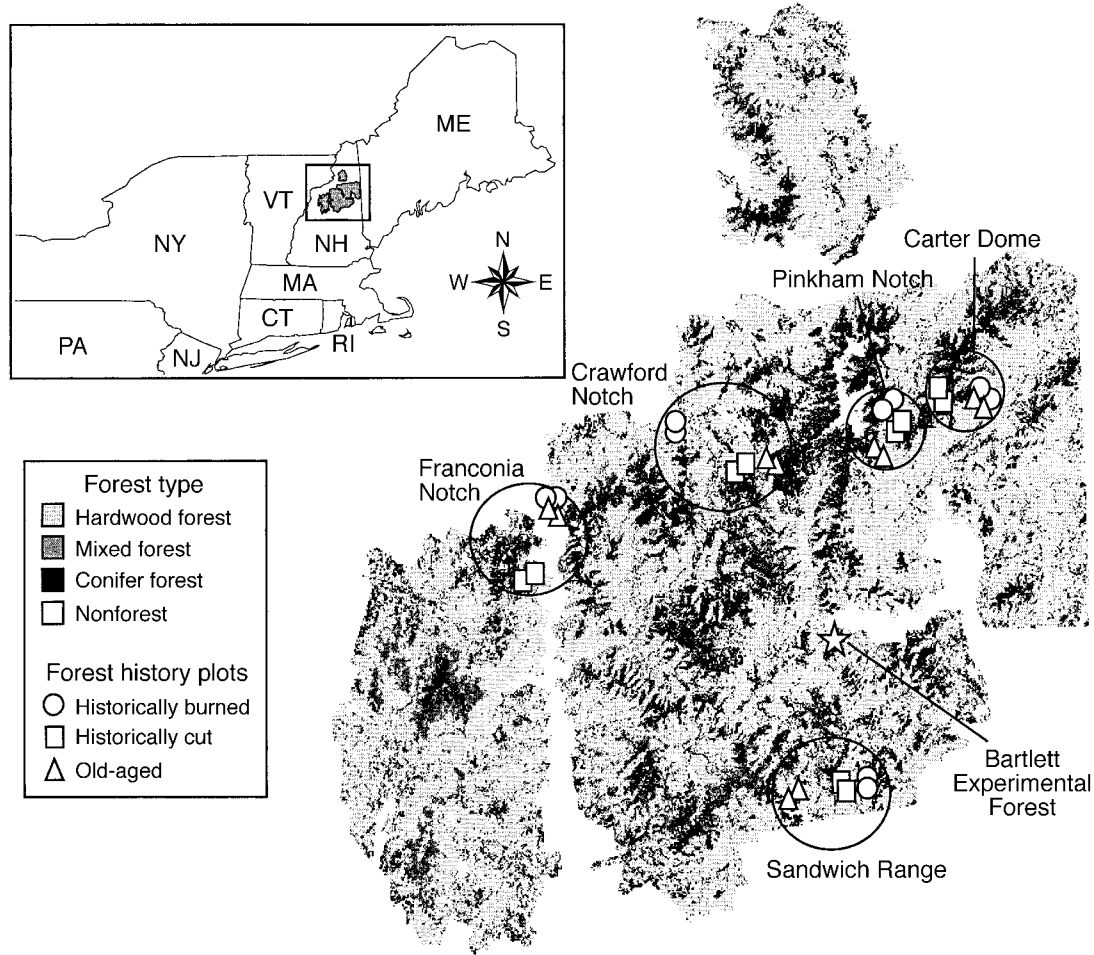 ME
VT
NY
NH
MA
CT
RI
PA
NJ
N
W
E
S
Carter Dome
Pinkham Notch
Crawford
Notch
Franconia
Notch
Forest type
Hardwood forest
Mixed forest
Conifer forest
Nonforest
Forest history plots
Historically burned
Historically cut
Old-aged
Bartlett
Experimental
Forest
Sandwich Range